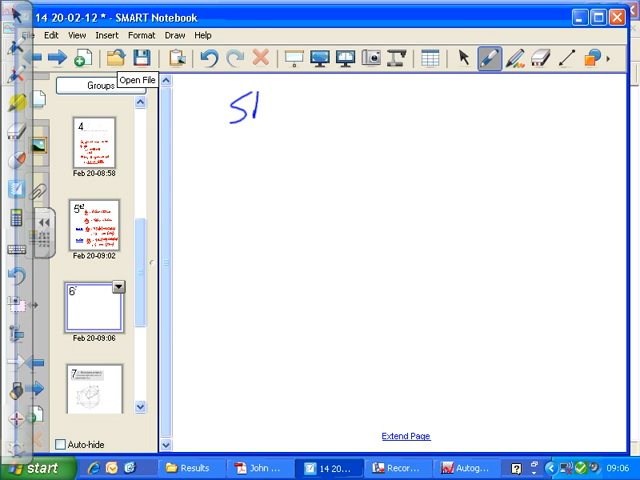 14 20-02-12 * - SMART Notebook
Edit View Insert Format Draw Help
Open File
Groups
4
Feb 20-08:58
5
Feb 20-09:02
6
Feb 20-09:06
7
Auto-hide
Extend Page
start
Results
John ...
14 20...
Recor...
Autog...
09:06